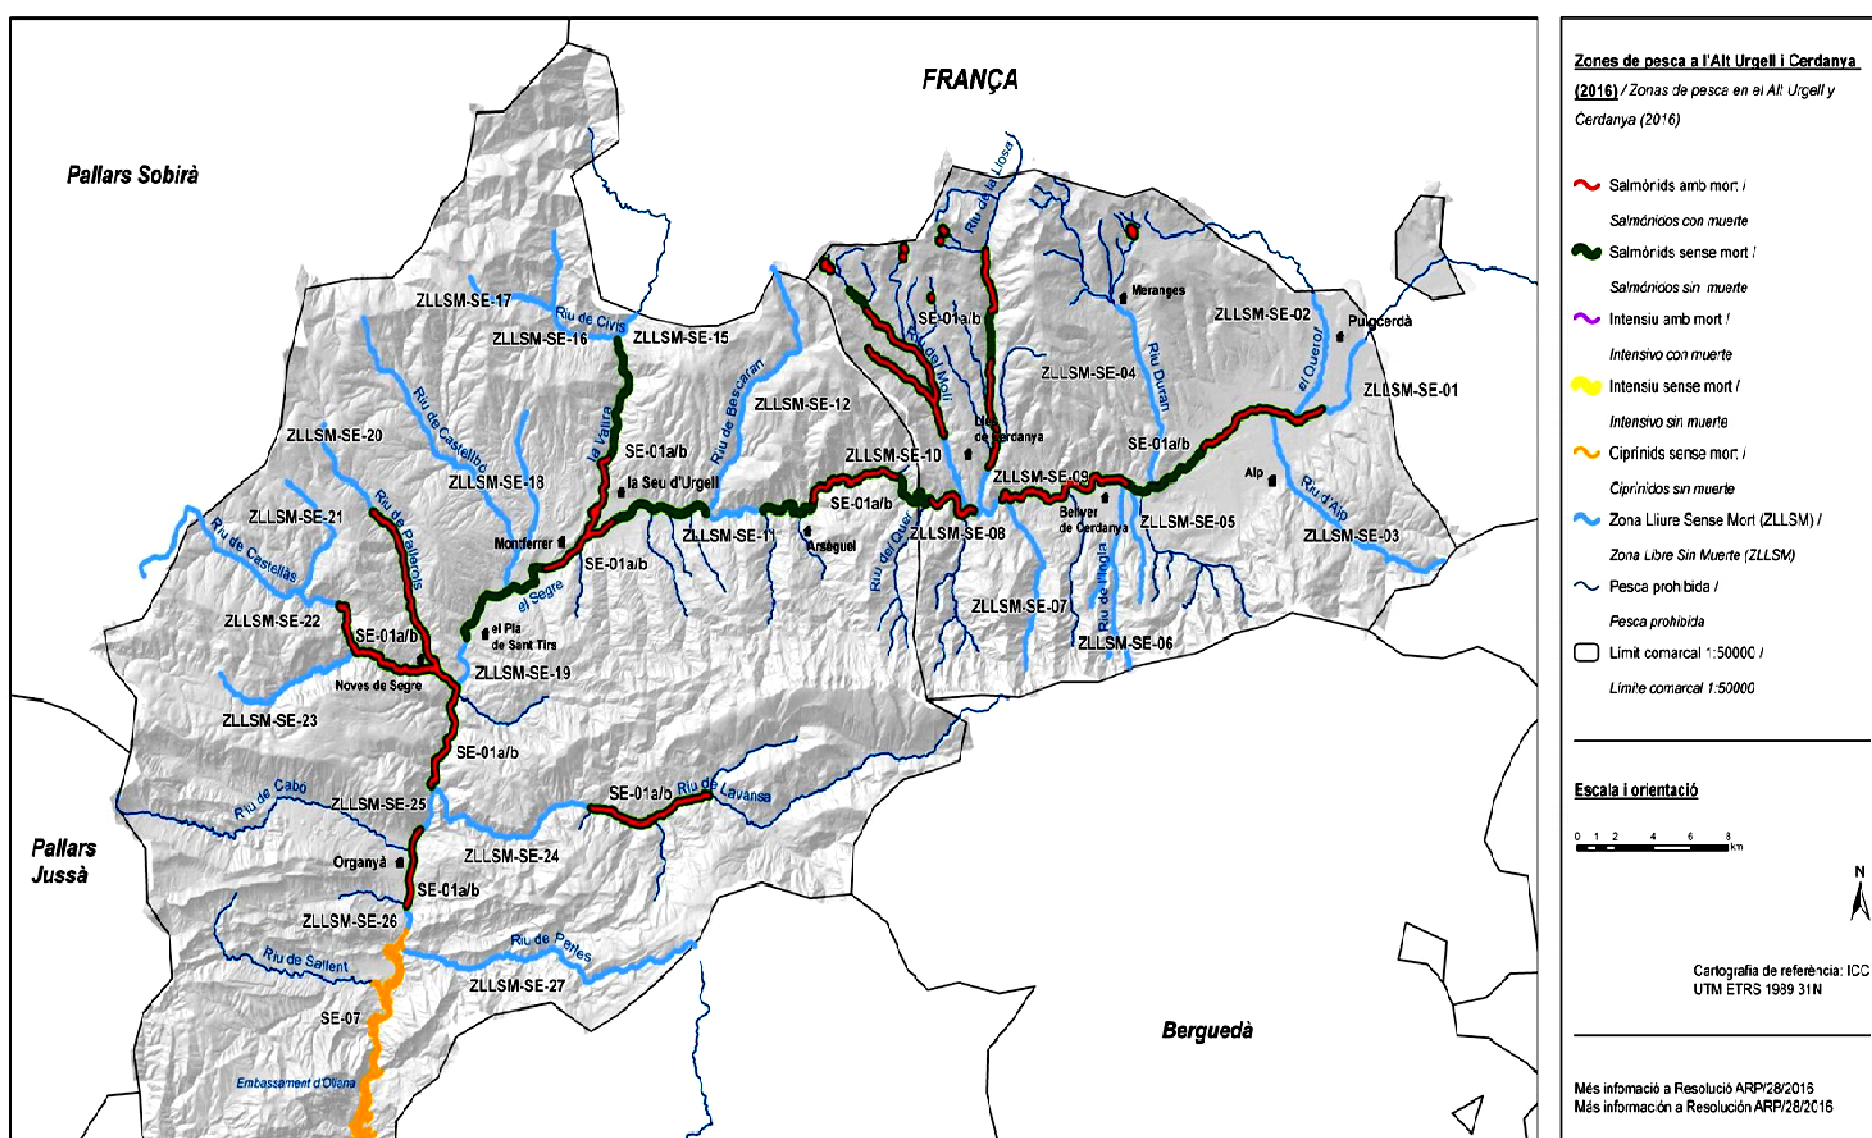 FRANÇA
Pallars Sobirà
Riu de la Llosa
ZLLSM-SE-17
Riu de Civis
ZLLSM-SE-16
ZLLSM-SE-15
SE-01a/b
Meranges
ZLLSM-SE-02
Puigcerdà
el Querol
ZLLSM-SE-01
Riu del Molí
ZLLSM-SE-04
Riu Duran
Riu de Bescaran
ZLLSM-SE-12
Riu de Castellbó
la Valira
ZLLSM-SE-20
SE-01a/b
de Cerdanya
SE-01a/b
ZLLSM-SE-10
ZLLSM-SE-09
Alp
Riu d'Alp
ZLLSM-SE-18
la Seu d'Urgell
Riu de Pallerols
SE-01a/b
Bellver
de Cerdanya
ZLLSM-SE-05
ZLLSM-SE-03
ZLLSM-SE-21
Riu de Castellàs
Montferrer
ZLLSM-SE-11
Arsèguel
ZLLSM-SE-08
SE-01a/b
Riu del Quer
Riu de l'Ingla
el Segre
ZLLSM-SE-07
ZLLSM-SE-22
SE-01a/b
el Pla
de Sant Tirs
ZLLSM-SE-06
ZLLSM-SE-19
Noves de Segre
ZLLSM-SE-23
SE-01a/b
Riu de Cabó
ZLLSM-SE-25
SE-01a/b
Riu de Lavansa
Pallars
Jussà
Organyà
ZLLSM-SE-24
SE-01a/b
ZLLSM-SE-26
Riu de Perles
Riu de Sallent
ZLLSM-SE-27
SE-07
Berguedà
Embassament d'Oliana
Zones de pesca a l'Alt Urgell i Cerdanya
(2016) / Zonas de pesca en el Alt Urgell y
Cerdanya (2016)
Salmònids amb mort /
Salmónidos con muerte
Salmònids sense mort /
Salmónidos sin muerte
Intensiu amb mort /
Intensivo con muerte
Intensiu sense mort /
Intensivo sin muerte
Ciprínids sense mort /
Ciprinidos sin muerte
Zona Lliure Sense Mort (ZLLSM) /
Zona Libre Sin Muerte (ZLLSM)
Pesca prohibida /
Pesca prohibida
Límit comarcal 1:50000 /
Límite comarcal 1:50000
Escala i orientació
0 1 2 4 6 8
km
N
Cartografia de referència: ICC
UTM ETRS 1989 31N
Més infomació a Resolució ARP/28/2016
Más información a Resolución ARP/28/2016